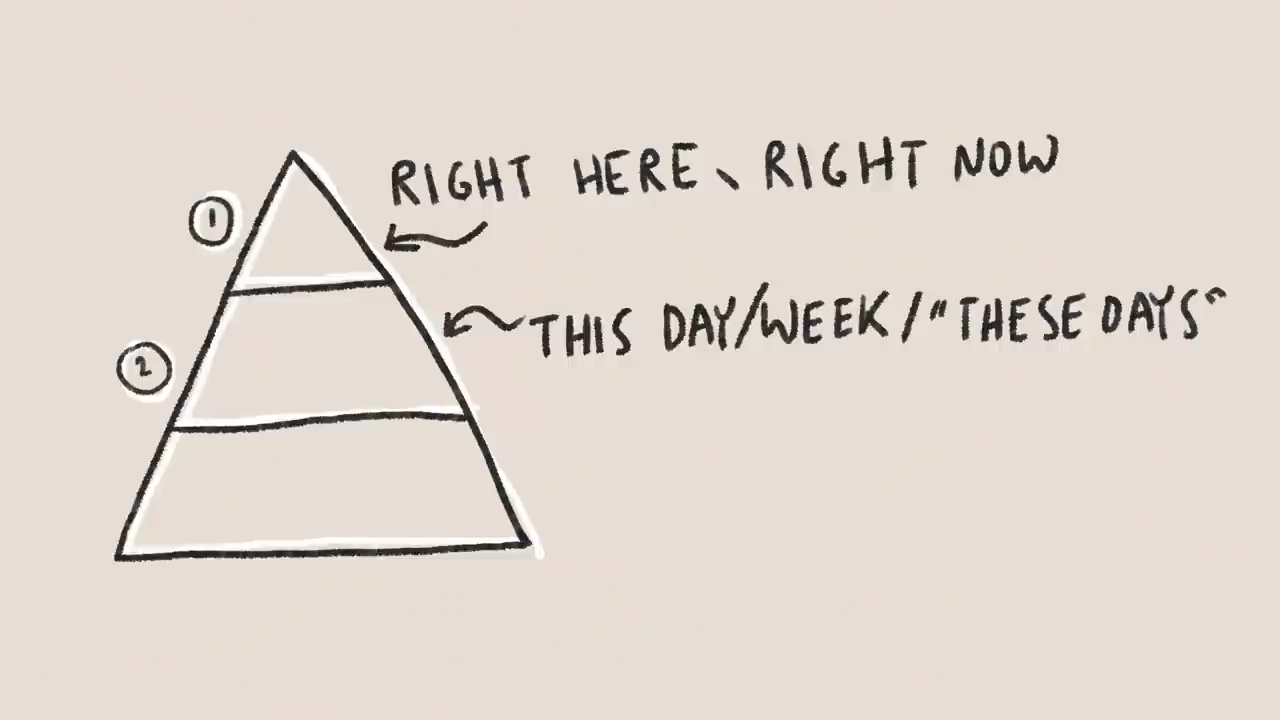 ① RIGHT HERE, RIGHT NOW
② THIS DAY/WEEK/"THESE DAYS"